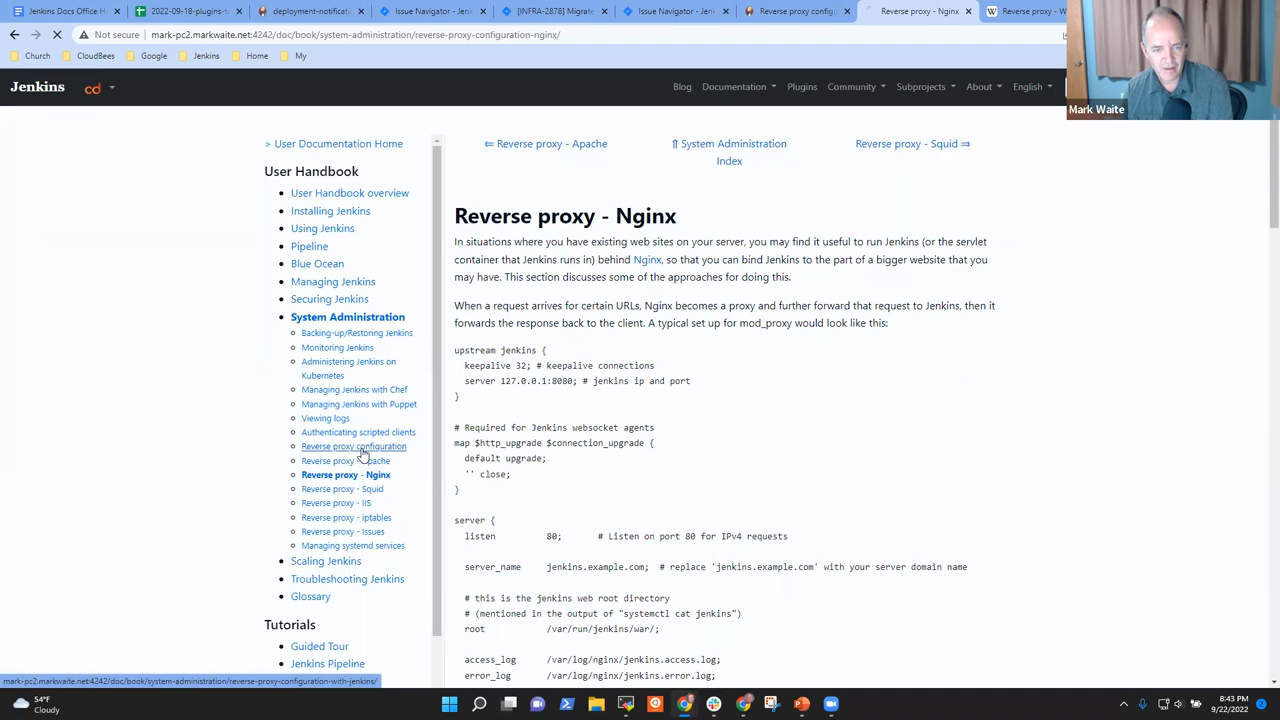 Jenkins Docs Office H
2022-09-18-plugins-t
deployment-notificati
Issue Navigator - Jen
[INFRA-2878] Migrate
Issue Navigator - Jen
Reverse proxy config
Reverse proxy - Nginx
Reverse proxy - W
Not secure
mark-pc2.markwaite.net:4242/doc/book/system-administration/reverse-proxy-configuration-nginx/
Church
CloudBees
Google
Jenkins
Home
My
Jenkins
cd
Blog
Documentation
Plugins
Community
Subprojects
About
English
Mark Waite
> User Documentation Home
User Handbook
User Handbook overview
Installing Jenkins
Using Jenkins
Pipeline
Blue Ocean
Managing Jenkins
Securing Jenkins
System Administration
Backing-up/Restoring Jenkins
Monitoring Jenkins
Administering Jenkins on
Kubernetes
Managing Jenkins with Chef
Managing Jenkins with Puppet
Viewing logs
Authenticating scripted clients
Reverse proxy configuration
Reverse proxy - Apache
Reverse proxy - Nginx
Reverse proxy - Squid
Reverse proxy - IIS
Reverse proxy - iptables
Reverse proxy - Issues
Managing systemd services
Scaling Jenkins
Troubleshooting Jenkins
Glossary
Tutorials
Guided Tour
Jenkins Pipeline
⇐ Reverse proxy - Apache
⇑ System Administration
Index
Reverse proxy - Squid ⇒
Reverse proxy - Nginx
In situations where you have existing web sites on your server, you may find it useful to run Jenkins (or the servlet
container that Jenkins runs in) behind Nginx, so that you can bind Jenkins to the part of a bigger website that you
may have. This section discusses some of the approaches for doing this.
When a request arrives for certain URLs, Nginx becomes a proxy and further forward that request to Jenkins, then it
forwards the response back to the client. A typical set up for mod_proxy would look like this:
upstream jenkins {
keepalive 32; # keepalive connections
server 127.0.0.1:8080; # jenkins ip and port
}
# Required for Jenkins websocket agents
map $http_upgrade $connection_upgrade {
default upgrade;
'' close;
}
server {
listen 80; # Listen on port 80 for IPv4 requests
server_name jenkins.example.com; # replace 'jenkins.example.com' with your server domain name
# this is the jenkins web root directory
# (mentioned in the output of "systemctl cat jenkins")
root /var/run/jenkins/war/;
access_log /var/log/nginx/jenkins.access.log;
error_log /var/log/nginx/jenkins.error.log;
mark-pc2.markwaite.net:4242/doc/book/system-administration/reverse-proxy-configuration-with-jenkins/
54°F
Cloudy
8:43 PM
9/22/2022